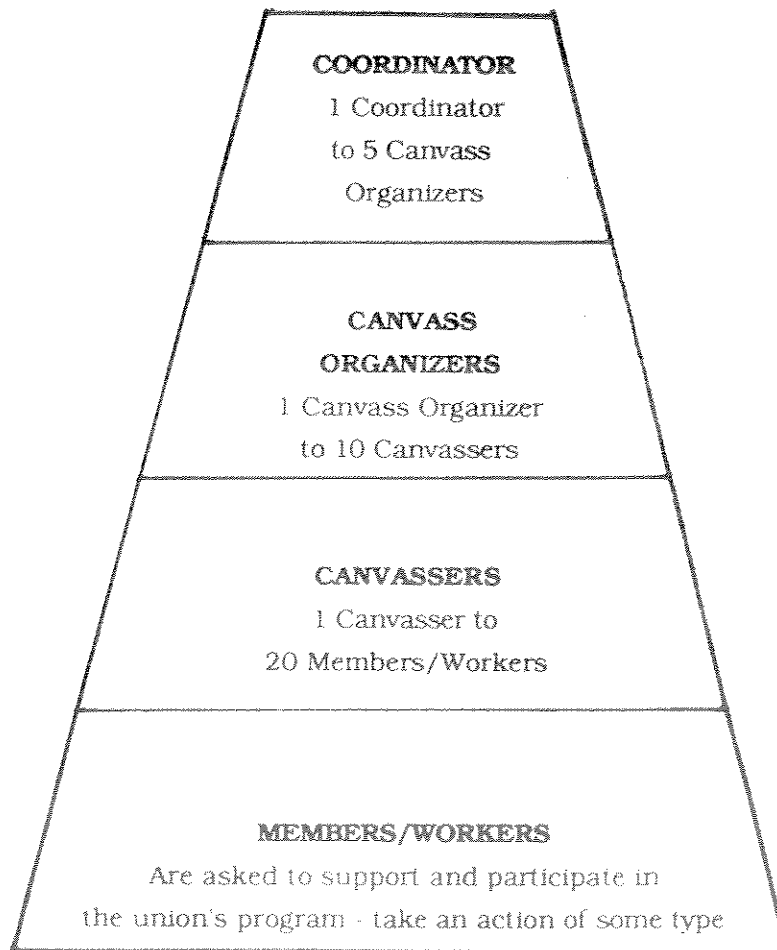 COORDINATOR
1 Coordinator
to 5 Canvass
Organizers
CANVASS
ORGANIZERS
1 Canvass Organizer
to 10 Canvassers
CANVASSERS
1 Canvasser to
20 Members/Workers
MEMBERS/WORKERS
Are asked to support and participate in
the union's program - take an action of some type